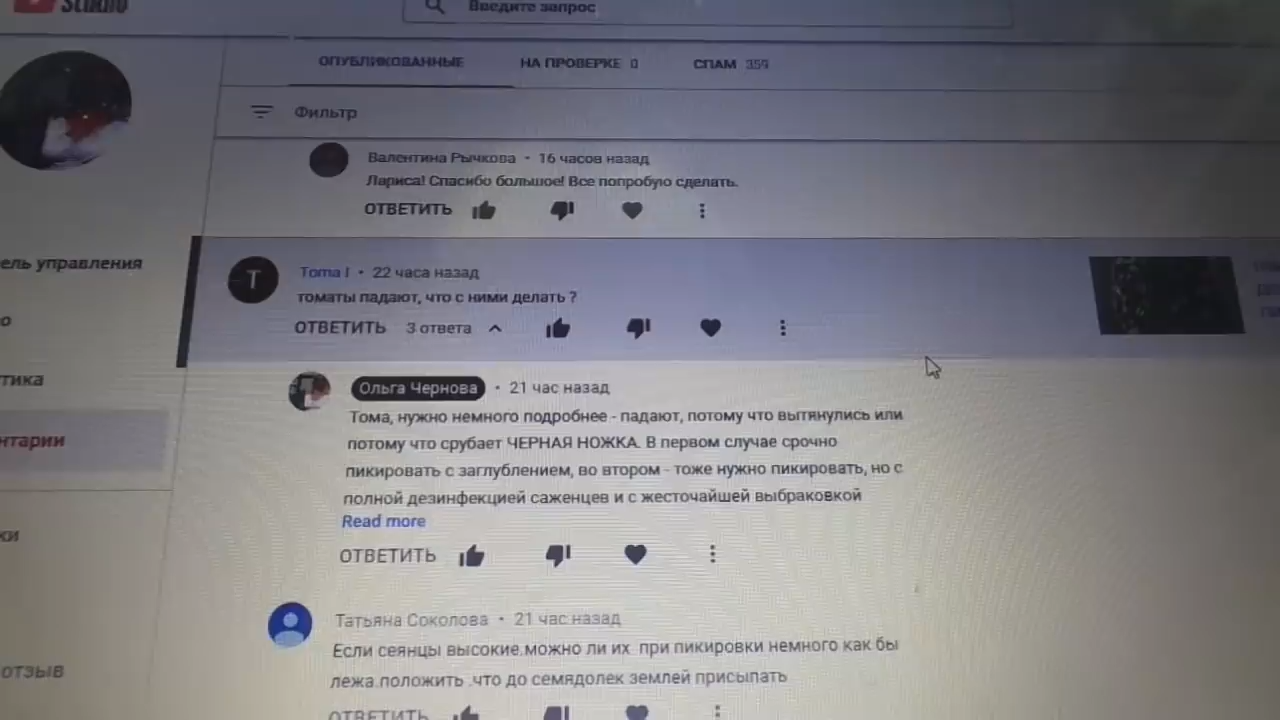 Studio
Введите запрос
ОПУБЛИКОВАННЫЕ НА ПРОВЕРКЕ 0 СПАМ 359
Фильтр
Валентина Рычкова • 16 часов назад
Лариса! Спасибо большое! Все попробую сделать.
ОТВЕТИТЬ
ель управления
о
тика
нтарии
ки
отзыв
T
Toma I • 22 часа назад
томаты падают, что с ними делать ?
ОТВЕТИТЬ 3 ответа
Ольга Чернова • 21 час назад
Тома, нужно немного подробнее - падают, потому что вытянулись или
потому что срубает ЧЕРНАЯ НОЖКА. В первом случае срочно
пикировать с заглублением, во втором - тоже нужно пикировать, но с
полной дезинфекцией саженцев и с жесточайшей выбраковкой
Read more
ОТВЕТИТЬ
Татьяна Соколова • 21 час назад
Если сеянцы высокие.можно ли их при пикировки немного как бы
лежа.положить .что до семядолек землей присыпать
ОТВЕТИТЬ